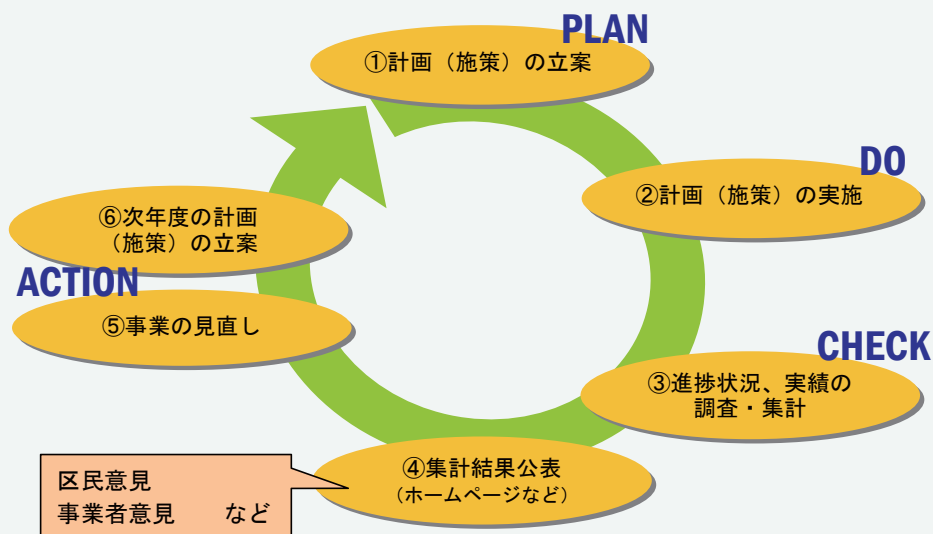 PLAN
①計画（施策）の立案
DO
②計画（施策）の実施
CHECK
③進捗状況、実績の
調査・集計
④集計結果公表
（ホームページなど）
区民意見
事業者意見　　など
ACTION
⑤事業の見直し
⑥次年度の計画
（施策）の立案